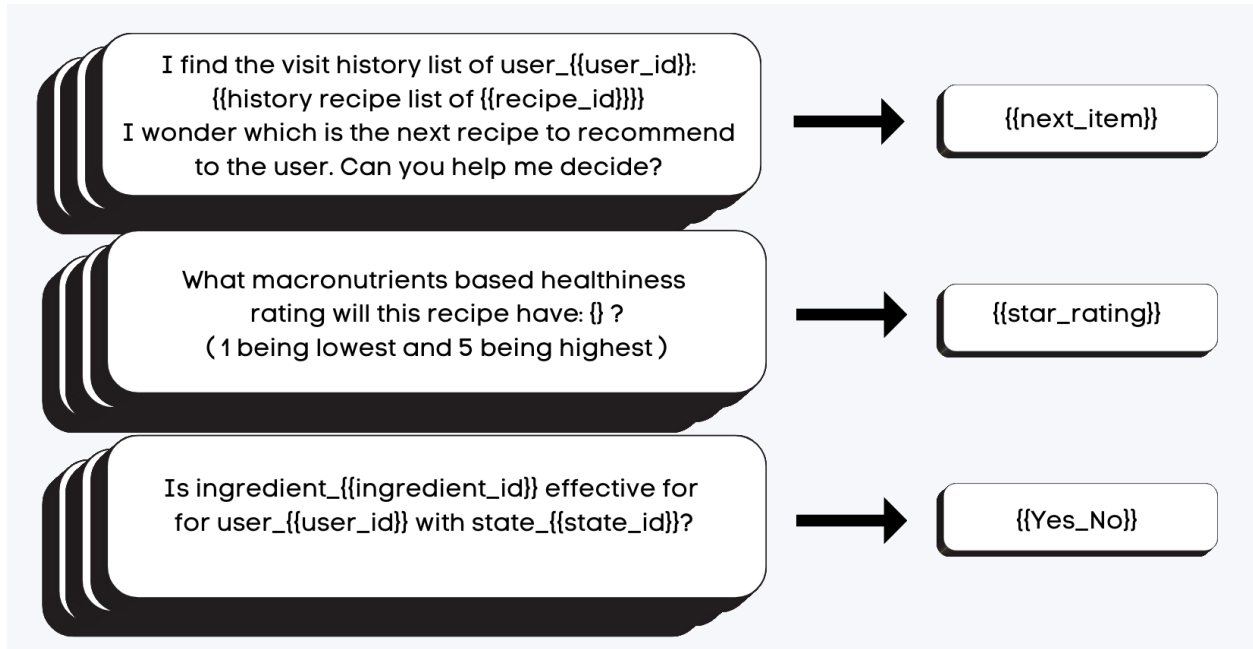 I find the visit history list of user_{{user_id}}:
{{history recipe list of {{recipe_id}}}}
I wonder which is the next recipe to recommend
to the user. Can you help me decide?
{{next_item}}
What macronutrients based healthiness
rating will this recipe have: {} ?
( 1 being lowest and 5 being highest )
{{star_rating}}
Is ingredient_{{ingredient_id}} effective for
for user_{{user_id}} with state_{{state_id}}?
{{Yes_No}}